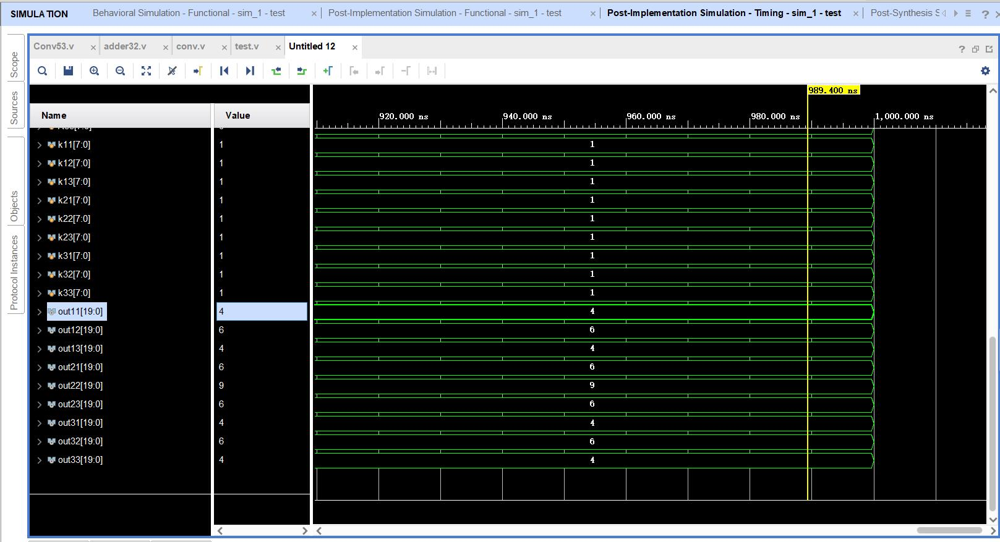 SIMULATION Behavioral Simulation - Functional - sim_1 - test Post-Implementation Simulation - Functional - sim_1 - test Post-Implementation Simulation - Timing - sim_1 - test Post-Synthesis S
Scope
Sources
Objects
Protocol Instances
Conv53.v adder32.v conv.v test.v Untitled 12
989.400 ns
Name Value
920.000 ns 940.000 ns 960.000 ns 980.000 ns 1,000.000 ns
k11[7:0] 1 1
k12[7:0] 1 1
k13[7:0] 1 1
k21[7:0] 1 1
k22[7:0] 1 1
k23[7:0] 1 1
k31[7:0] 1 1
k32[7:0] 1 1
k33[7:0] 1 1
out11[19:0] 4 4
out12[19:0] 6 6
out13[19:0] 4 4
out21[19:0] 6 6
out22[19:0] 9 9
out23[19:0] 6 6
out31[19:0] 4 4
out32[19:0] 6 6
out33[19:0] 4 4